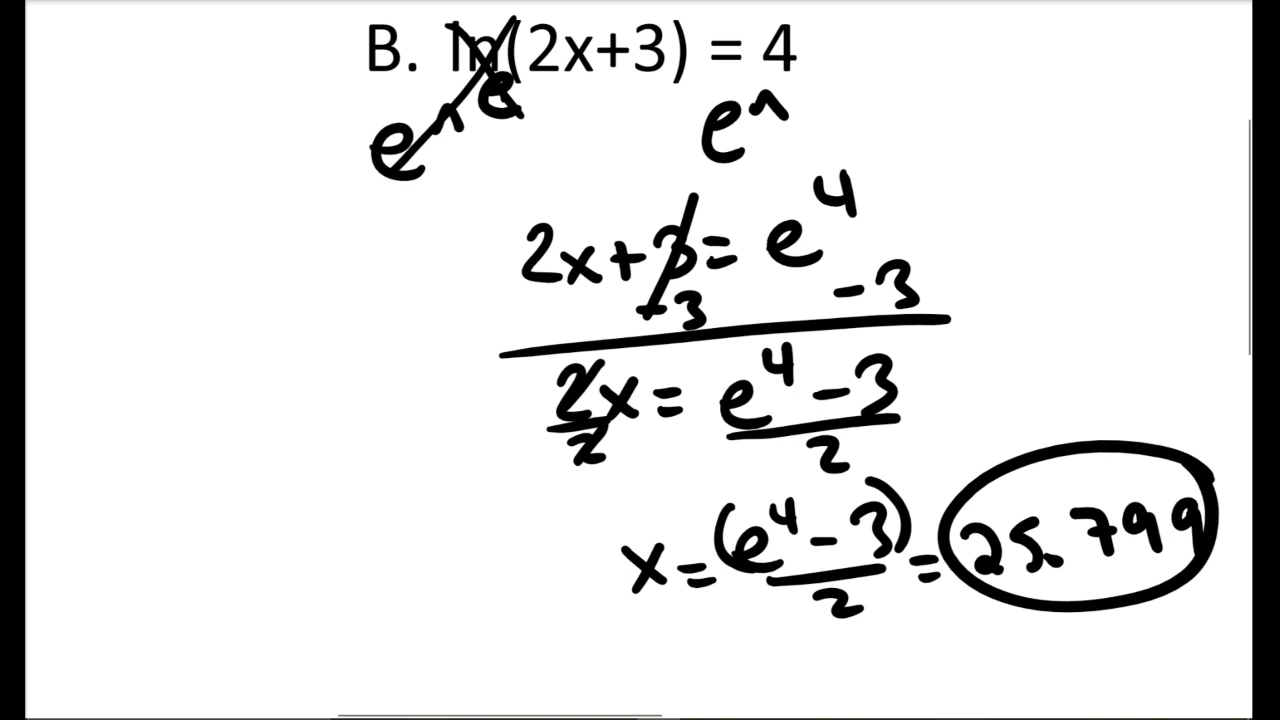 B. ln(2x+3) = 4
e^ e e^
2x+3= e^4
-3 -3
2x = e^4 - 3
2 2
x = (e^4 - 3) = 25.799
2